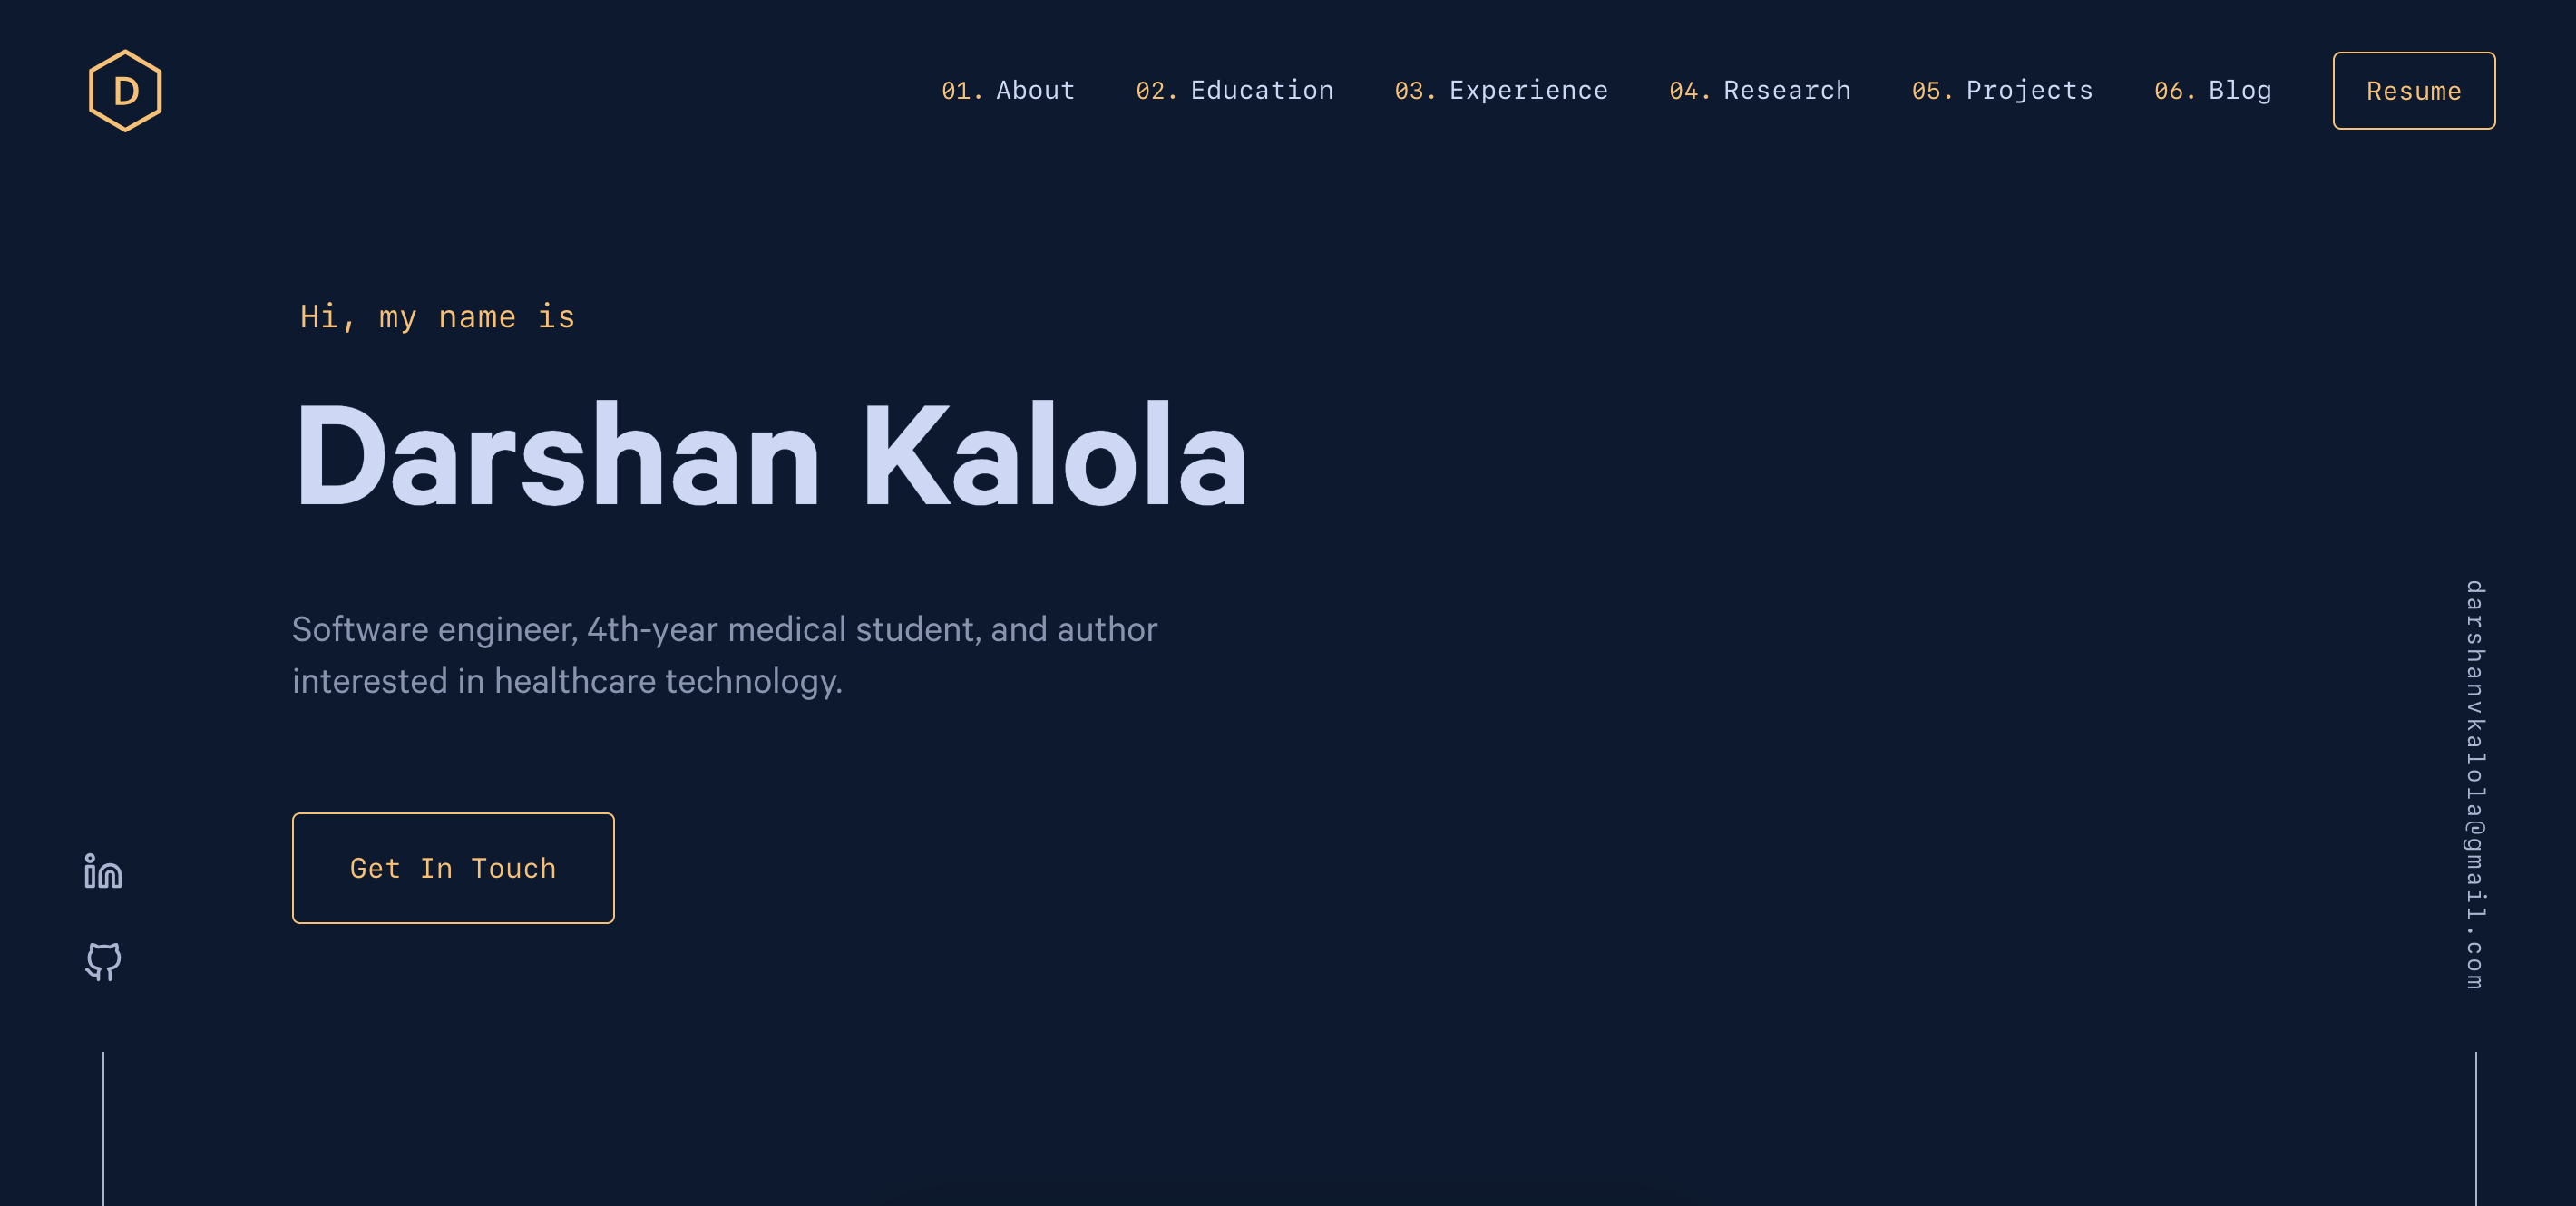 D
01. About 02. Education 03. Experience 04. Research 05. Projects 06. Blog Resume
Hi, my name is
Darshan Kalola
Software engineer, 4th-year medical student, and author
interested in healthcare technology.
Get In Touch
in
darshanvkalola@gmail.com